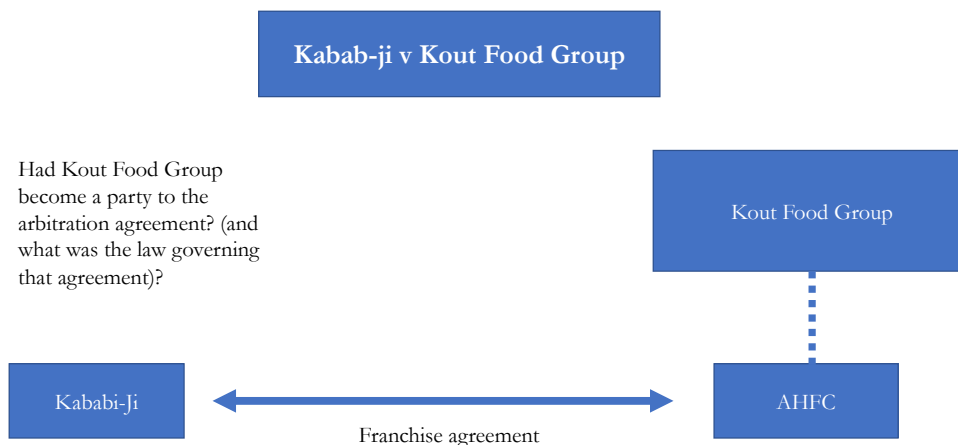 Kabab-ji v Kout Food Group
Had Kout Food Group
become a party to the
arbitration agreement? (and
what was the law governing
that agreement)?
Kout Food Group
Kababi-Ji
AHFC
Franchise agreement